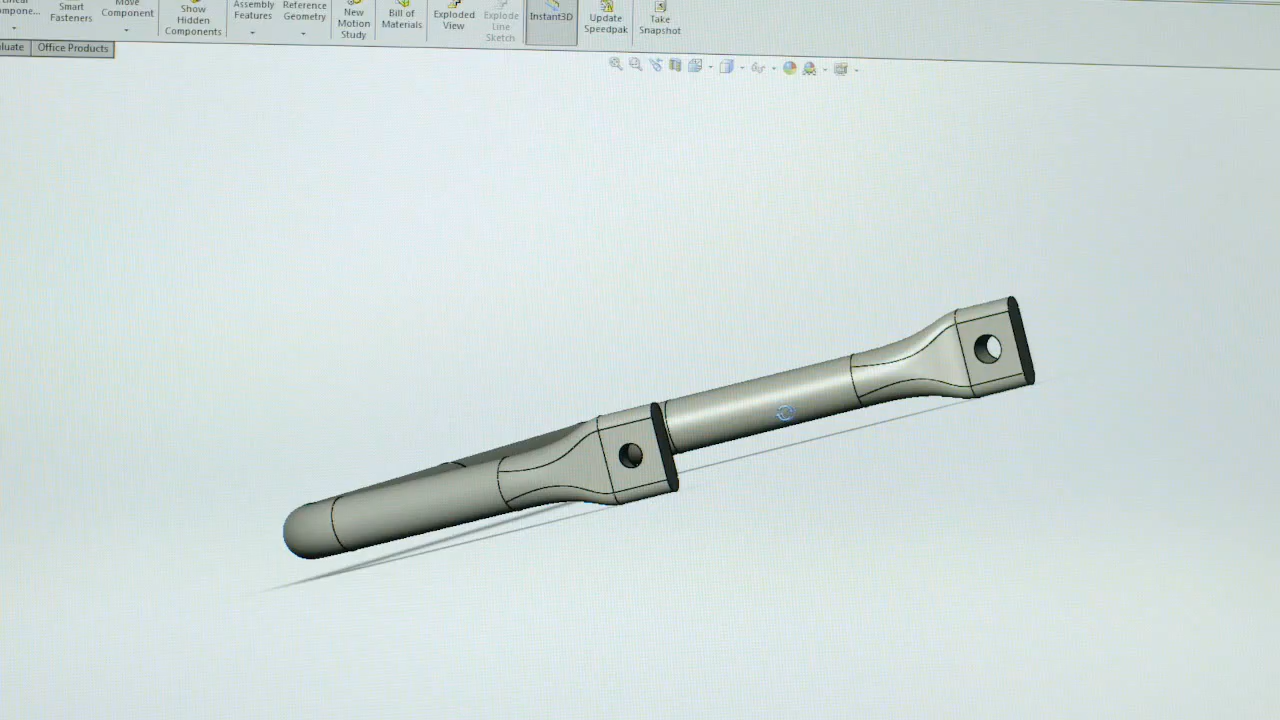 Smart
Fasteners
Move
Component
Show
Hidden
Components
Assembly
Features
Reference
Geometry
New
Motion
Study
Bill of
Materials
Exploded
View
Explode
Line
Sketch
Instant3D
Update
Speedpak
Take
Snapshot
Office Products